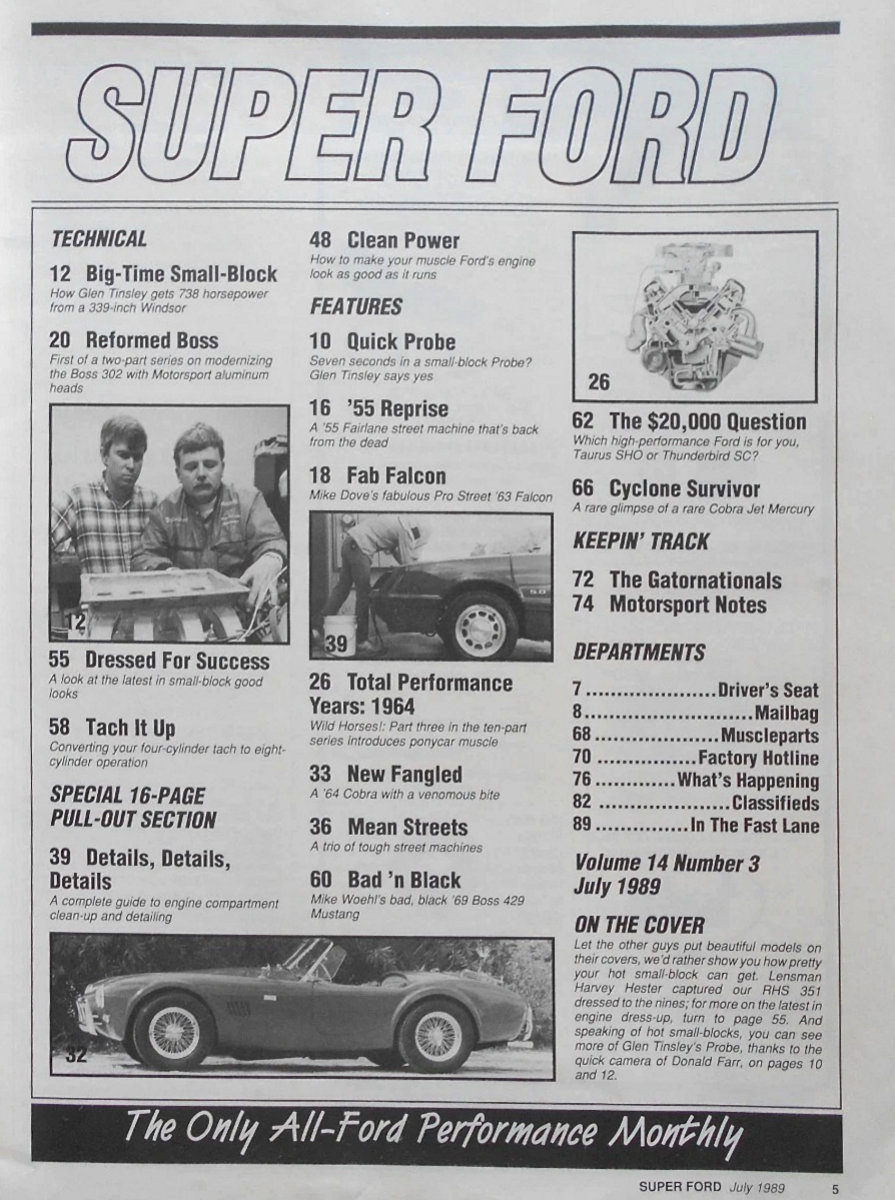 SUPER FORD
TECHNICAL
12 Big-Time Small-Block
How Glen Tinsley gets 738 horsepower
from a 339-inch Windsor
20 Reformed Boss
First of a two-part series on modernizing
the Boss 302 with Motorsport aluminum
heads
12
55 Dressed For Success
A look at the latest in small-block good
looks
58 Tach It Up
Converting your four-cylinder tach to eight-
cylinder operation
SPECIAL 16-PAGE
PULL-OUT SECTION
39 Details, Details,
Details
A complete guide to engine compartment
clean-up and detailing
48 Clean Power
How to make your muscle Ford's engine
look as good as it runs
FEATURES
10 Quick Probe
Seven seconds in a small-block Probe?
Glen Tinsley says yes
16 '55 Reprise
A '55 Fairlane street machine that's back
from the dead
18 Fab Falcon
Mike Dove's fabulous Pro Street '63 Falcon
5.0
39
26 Total Performance
Years: 1964
Wild Horses!: Part three in the ten-part
series introduces ponycar muscle
33 New Fangled
A '64 Cobra with a venomous bite
36 Mean Streets
A trio of tough street machines
60 Bad 'n Black
Mike Woehl's bad, black '69 Boss 429
Mustang
32
26
62 The $20,000 Question
Which high-performance Ford is for you,
Taurus SHO or Thunderbird SC?
66 Cyclone Survivor
A rare glimpse of a rare Cobra Jet Mercury
KEEPIN' TRACK
72 The Gatornationals
74 Motorsport Notes
DEPARTMENTS
7.....................Driver's Seat
8...........................Mailbag
68....................Muscleparts
70................Factory Hotline
76.............What's Happening
82 .....................Classifieds
89...............In The Fast Lane
Volume 14 Number 3
July 1989
ON THE COVER
Let the other guys put beautiful models on
their covers, we'd rather show you how pretty
your hot small-block can get. Lensman
Harvey Hester captured our RHS 351
dressed to the nines; for more on the latest in
engine dress-up, turn to page 55. And
speaking of hot small-blocks, you can see
more of Glen Tinsley's Probe, thanks to the
quick camera of Donald Farr, on pages 10
and 12.
The Only All-Ford Performance Monthly
SUPER FORD July 1989 5